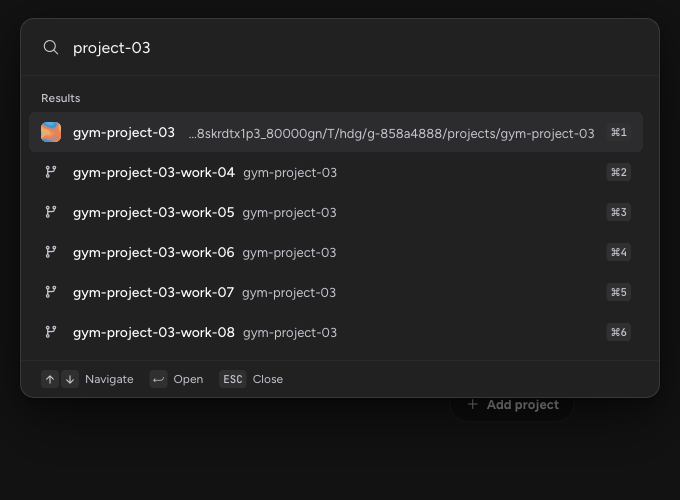 project-03
Results
gym-project-03 ...8skrdtx1p3_80000gn/T/hdg/g-858a4888/projects/gym-project-03 ⌘1
gym-project-03-work-04 gym-project-03 ⌘2
gym-project-03-work-05 gym-project-03 ⌘3
gym-project-03-work-06 gym-project-03 ⌘4
gym-project-03-work-07 gym-project-03 ⌘5
gym-project-03-work-08 gym-project-03 ⌘6
↑ ↓ Navigate ↩ Open ESC Close
+ Add project